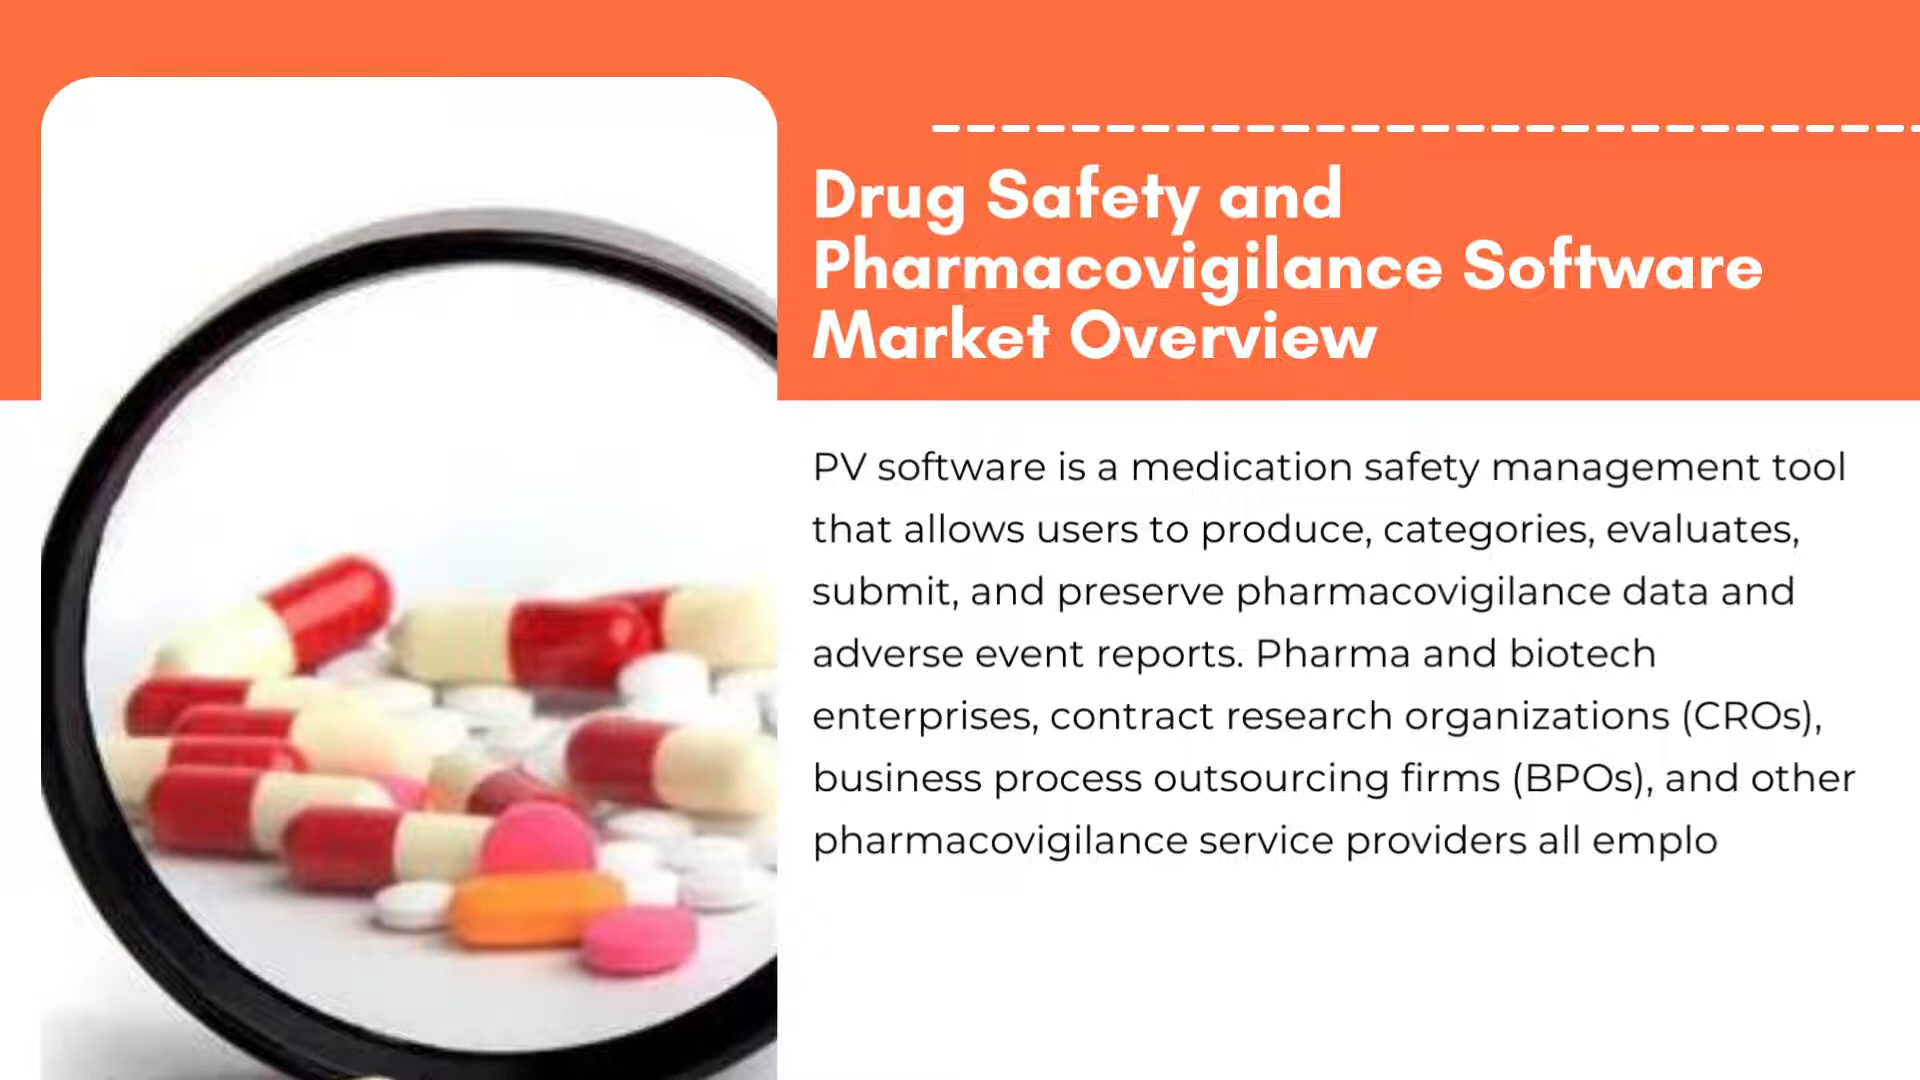 Drug Safety and
Pharmacovigilance Software
Market Overview
PV software is a medication safety management tool
that allows users to produce, categories, evaluates,
submit, and preserve pharmacovigilance data and
adverse event reports. Pharma and biotech
enterprises, contract research organizations (CROs),
business process outsourcing firms (BPOs), and other
pharmacovigilance service providers all emplo